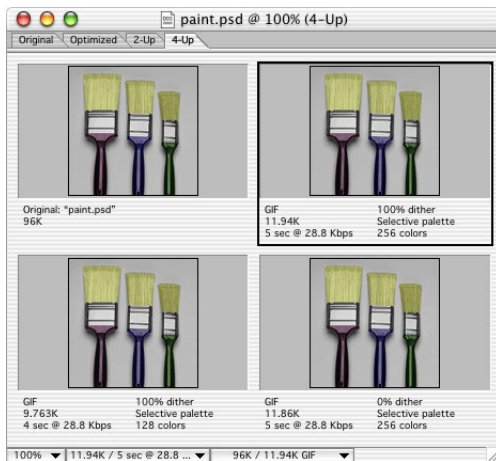 paint.psd @ 100% (4-Up)
Original Optimized 2-Up 4-Up
Original: "paint.psd"
96K
GIF 100% dither
11.94K Selective palette
5 sec @ 28.8 Kbps 256 colors
GIF 100% dither
9.763K Selective palette
4 sec @ 28.8 Kbps 128 colors
GIF 0% dither
11.86K Selective palette
5 sec @ 28.8 Kbps 256 colors
100% 11.94K / 5 sec @ 28.8 ... 96K / 11.94K GIF